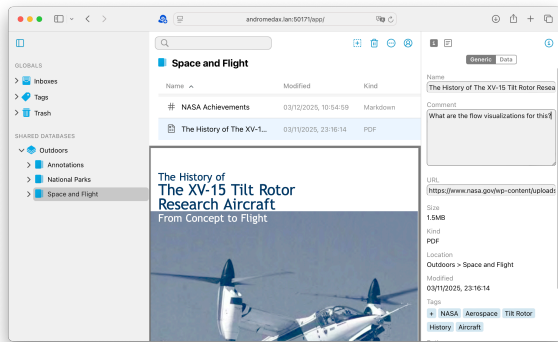 andromedax.lan:50171/app/
GLOBALS
Inboxes
Tags
Trash
SHARED DATABASES
Outdoors
Annotations
National Parks
Space and Flight
Space and Flight
Name Modified Kind
# NASA Achievements 03/12/2025, 10:54:59 Markdown
The History of The XV-1... 03/11/2025, 23:16:14 PDF
The History of
The XV-15 Tilt Rotor
Research Aircraft
From Concept to Flight
Generic Data
Name
The History of The XV-15 Tilt Rotor Resea
Comment
What are the flow visualizations for this?
URL
https://www.nasa.gov/wp-content/uploads
Size
1.5MB
Kind
PDF
Location
Outdoors > Space and Flight
Modified
03/11/2025, 23:16:14
Tags
+ NASA Aerospace Tilt Rotor
History Aircraft